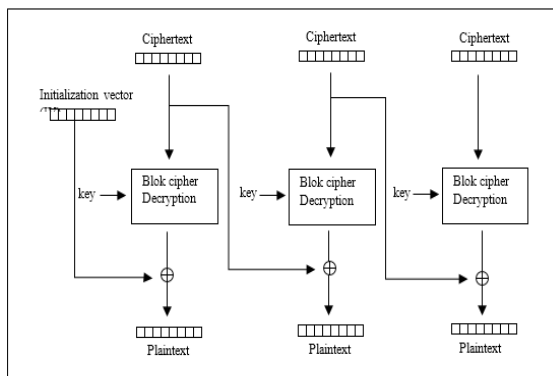 Ciphertext
Ciphertext
Ciphertext
Initialization vector
key
Blok cipher
Decryption
key
Blok cipher
Decryption
key
Blok cipher
Decryption
Plaintext
Plaintext
Plaintext